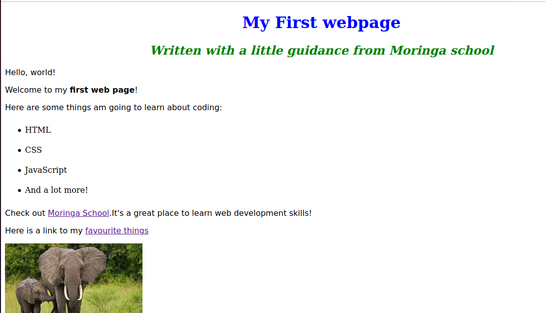 My First webpage
Written with a little guidance from Moringa school
Hello, world!
Welcome to my first web page!
Here are some things am going to learn about coding:
HTML
CSS
JavaScript
And a lot more!
Check out Moringa School.It's a great place to learn web development skills!
Here is a link to my favourite things